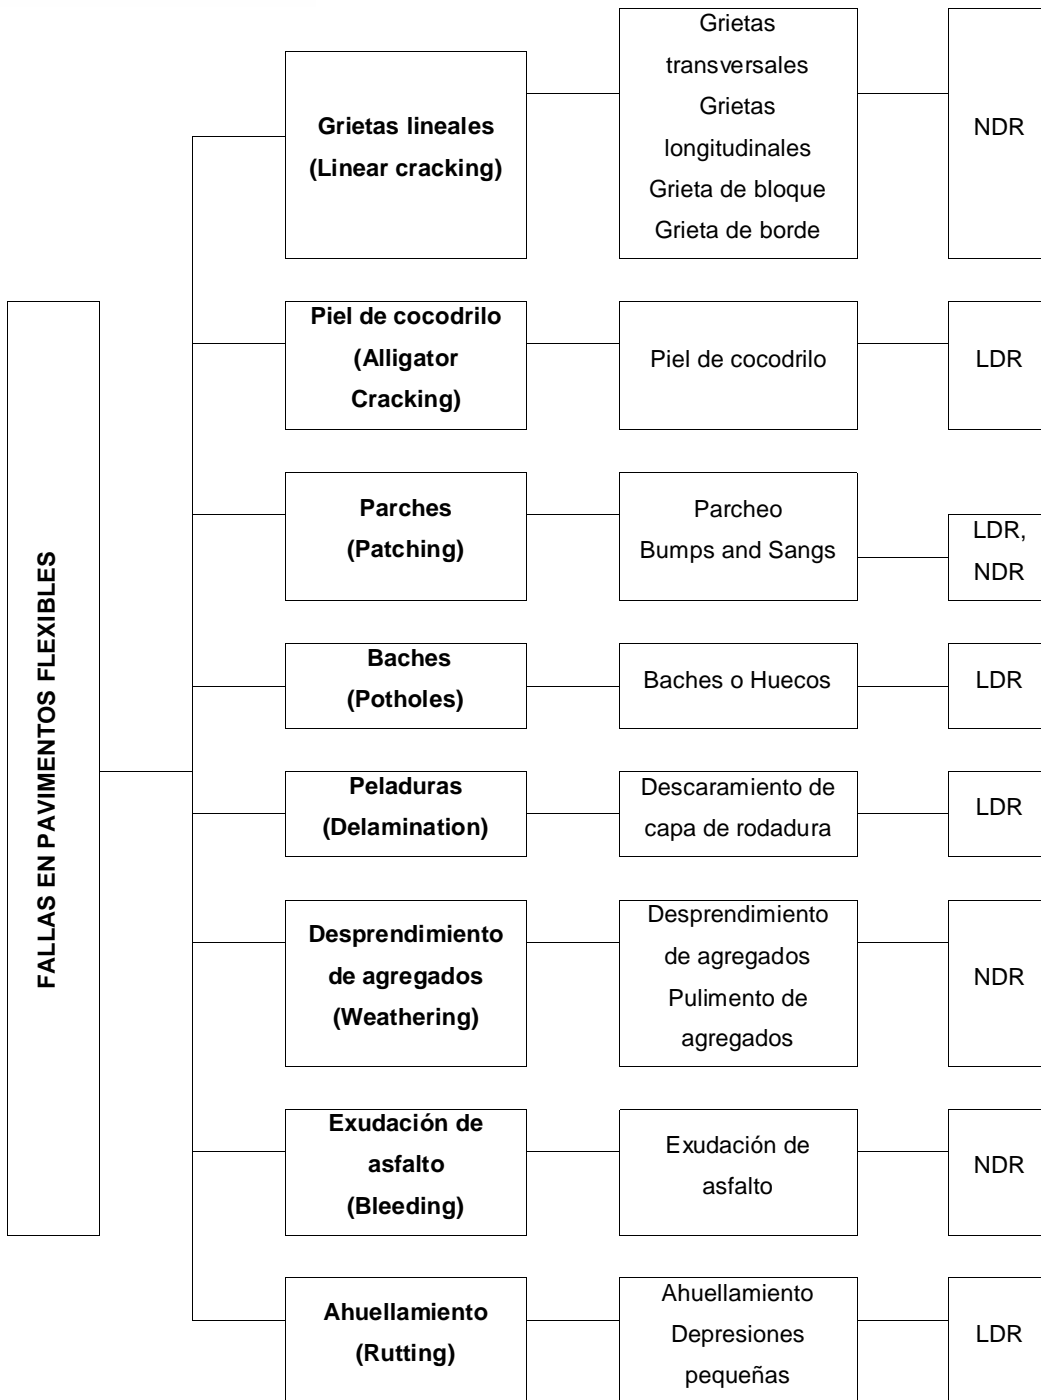 FALLAS EN PAVIMENTOS FLEXIBLES
Grietas lineales
(Linear cracking)
Grietas
transversales
Grietas
longitudinales
Grieta de bloque
Grieta de borde
NDR
Piel de cocodrilo
(Alligator
Cracking)
Piel de cocodrilo
LDR
Parches
(Patching)
Parcheo
Bumps and Sangs
LDR,
NDR
Baches
(Potholes)
Baches o Huecos
LDR
Peladuras
(Delamination)
Descaramiento de
capa de rodadura
LDR
Desprendimiento
de agregados
(Weathering)
Desprendimiento
de agregados
Pulimento de
agregados
NDR
Exudación de
asfalto
(Bleeding)
Exudación de
asfalto
NDR
Ahuellamiento
(Rutting)
Ahuellamiento
Depresiones
pequeñas
LDR